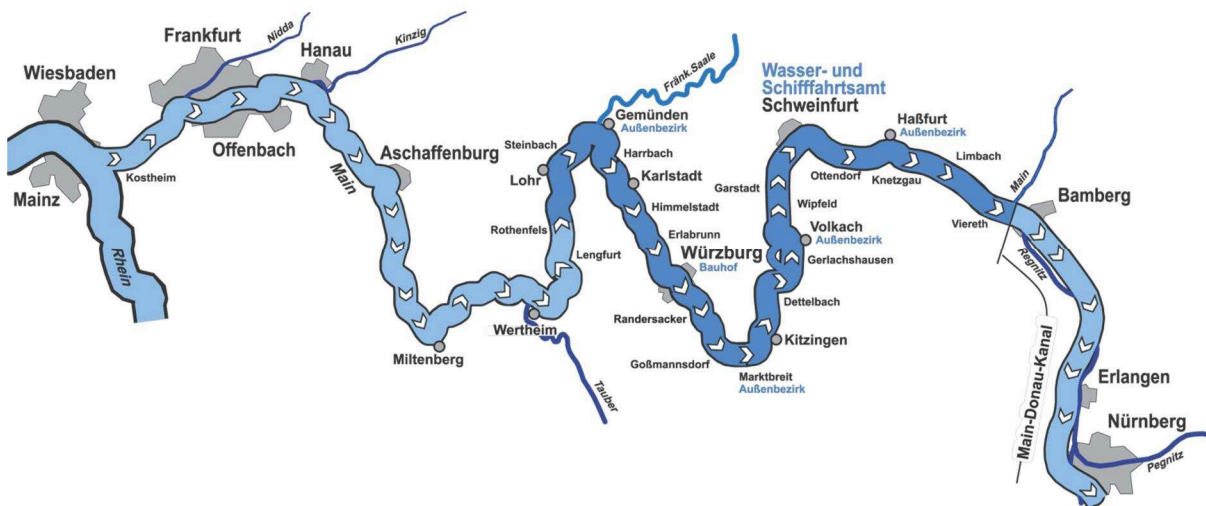 Wiesbaden
Mainz
Rhein
Kostheim
Frankfurt
Nidda
Offenbach
Hanau
Kinzig
Main
Aschaffenburg
Miltenberg
Wertheim
Tauber
Lengfurt
Rothenfels
Lohr
Steinbach
Fränk.Saale
Gemünden
Außenbezirk
Harrbach
Karlstadt
Himmelstadt
Erlabrunn
Würzburg
Bauhof
Randersacker
Goßmannsdorf
Marktbreit
Außenbezirk
Kitzingen
Dettelbach
Gerlachshausen
Volkach
Außenbezirk
Wipfeld
Garstadt
Wasser- und
Schifffahrtsamt
Schweinfurt
Ottendorf
Haßfurt
Außenbezirk
Knetzgau
Limbach
Viereth
Main
Bamberg
Regnitz
Main-Donau-Kanal
Erlangen
Nürnberg
Pegnitz